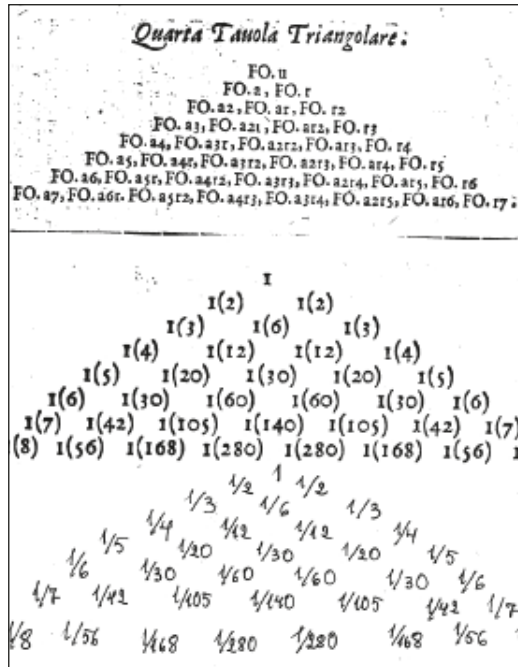 Quarta Tauola Triangolare:
FO. u
FO. a, FO. r
FO. a2, FO. ar, FO. r2
FO. a3, FO. a21, FO. ar2, FO. r3
FO. a4, FO. a3r, FO. a2r2, FO. ar3, FO. r4
FO. a5, FO. a4r, FO. a3r2, FO. a2r3, FO. ar4, FO. r5
FO. a6, FO. a5r, FO. a4r2, FO. a3r3, FO. a2r4, FO. ar5, FO. r6
FO. a7, FO. a6r. FO. a5r2, FO. a4r3, FO. a3r4, FO. a2r5, FO. ar6, FO. r7.
1
1(2) 1(2)
1(3) 1(6) 1(3)
1(4) 1(12) 1(12) 1(4)
1(5) 1(20) 1(30) 1(20) 1(5)
1(6) 1(30) 1(60) 1(60) 1(30) 1(6)
1(7) 1(42) 1(105) 1(140) 1(105) 1(42) 1(7)
(8) 1(56) 1(168) 1(280) 1(280) 1(168) 1(56) 1
1
1/2 1/2
1/3 1/6 1/3
1/4 1/12 1/12 1/4
1/5 1/20 1/30 1/20 1/5
1/6 1/30 1/60 1/60 1/30 1/6
1/7 1/42 1/105 1/140 1/105 1/42 1/7
1/8 1/56 1/168 1/280 1/280 1/168 1/56